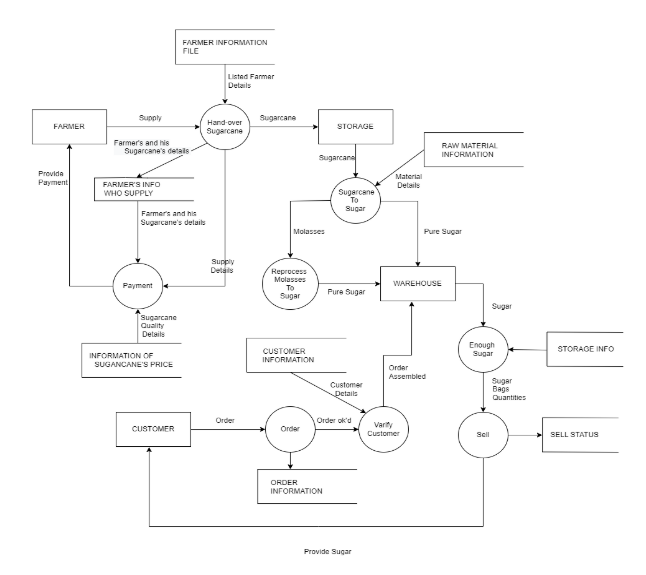 FARMER INFORMATION
FILE
Listed Farmer
Details
FARMER
Supply
Hand-over
Sugarcane
Sugarcane
STORAGE
Farmer's and his
Sugarcane's details
Sugarcane
RAW MATERIAL
INFORMATION
Provide
Payment
FARMER'S INFO
WHO SUPPLY
Material
Details
Sugarcane
To
Sugar
Farmer's and his
Sugarcane's details
Molasses
Pure Sugar
Supply
Details
Payment
Reprocess
Molasses
To
Sugar
Pure Sugar
WAREHOUSE
Sugar
Sugarcane
Quality
Details
INFORMATION OF
SUGANCANE'S PRICE
CUSTOMER
INFORMATION
Enough
Sugar
STORAGE INFO
Order
Assembled
Customer
Details
Sugar
Bags
Quantities
CUSTOMER
Order
Order
Order ok'd
Varify
Customer
Sell
SELL STATUS
ORDER
INFORMATION
Provide Sugar